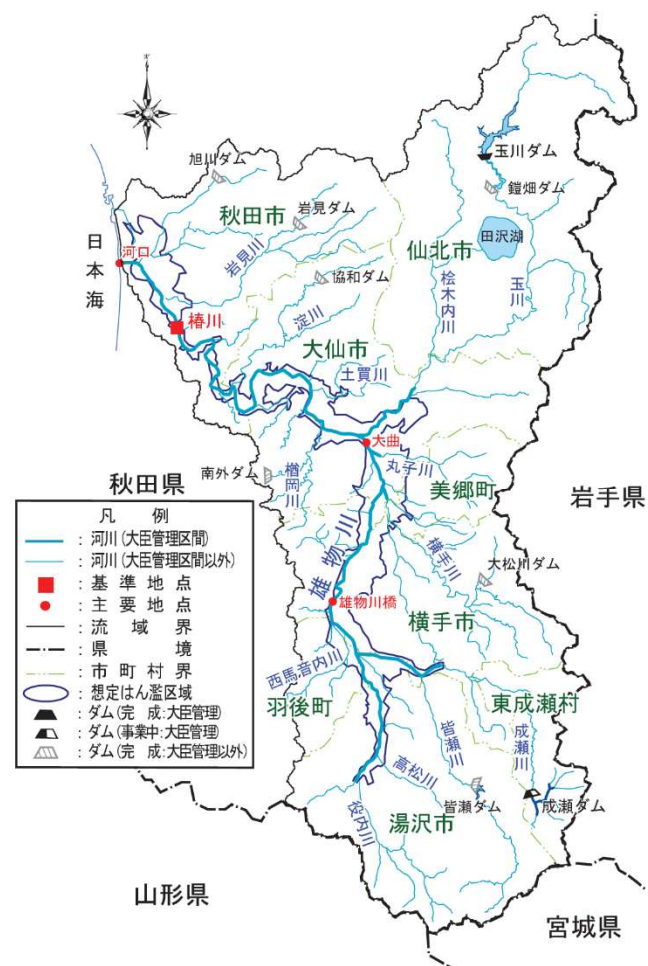 旭川ダム
玉川ダム
鎧畑ダム
秋田市
岩見ダム
岩見川
仙北市
田沢湖
日本海
河口
協和ダム
桧木内川
玉川
椿川
淀川
大仙市
土買川
大曲
丸子川
南外ダム
楢岡川
秋田県
美郷町
岩手県
雄物川
横手川
大松川ダム
雄物川橋
横手市
西馬音内川
羽後町
東成瀬村
皆瀬川
成瀬川
高松川
皆瀬ダム
成瀬ダム
役内川
湯沢市
山形県
宮城県
凡 例
：河川(大臣管理区間)
：河川(大臣管理区間以外)
：基準地点
：主要地点
：流域界
：県境
：市町村界
：想定はん濫区域
：ダム(完成:大臣管理)
：ダム(事業中:大臣管理)
：ダム(完成:大臣管理以外)